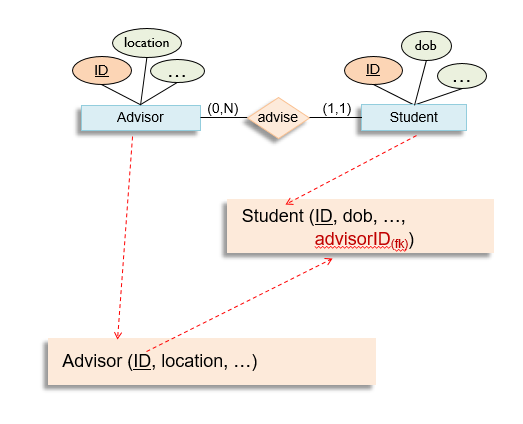 location
dob
ID
...
ID
...
Advisor
(0,N)
advise
(1,1)
Student
Student (ID, dob, …,
advisorID(fk))
Advisor (ID, location, …)